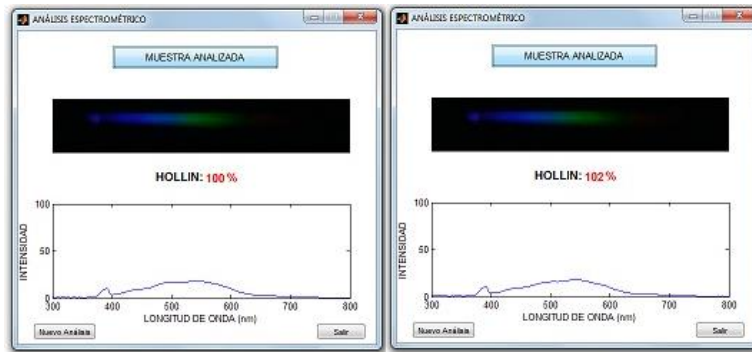 ANÁLISIS ESPECTROMÉTRICO
MUESTRA ANALIZADA
HOLLIN: 100 %
100
50
0
INTENSIDAD
300 400 500 600 700 800
LONGITUD DE ONDA (nm)
Nuevo Análisis
Salir
ANÁLISIS ESPECTROMÉTRICO
MUESTRA ANALIZADA
HOLLIN: 102 %
100
50
0
INTENSIDAD
300 400 500 600 700 800
LONGITUD DE ONDA (nm)
Nuevo Análisis
Salir